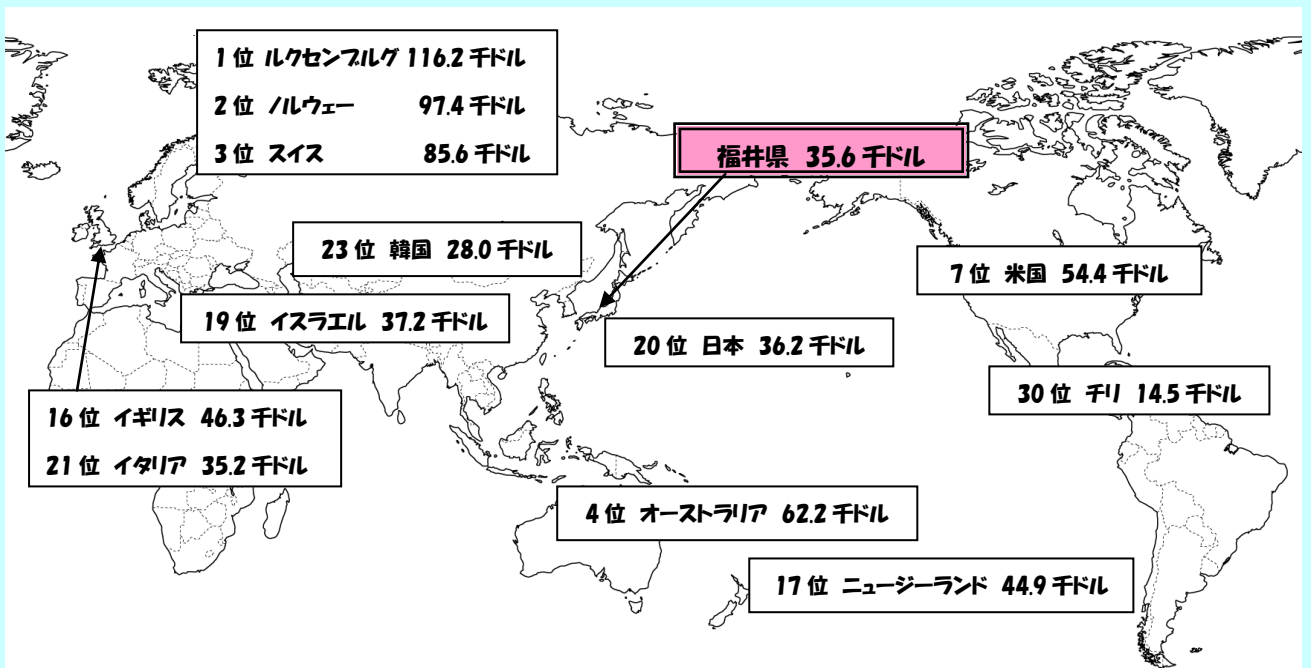 1位 ルクセンブルグ 116.2千ドル
2位 ノルウェー 97.4千ドル
3位 スイス 85.6千ドル
福井県 35.6千ドル
23位 韓国 28.0千ドル
7位 米国 54.4千ドル
19位 イスラエル 37.2千ドル
20位 日本 36.2千ドル
30位 チリ 14.5千ドル
16位 イギリス 46.3千ドル
21位 イタリア 35.2千ドル
4位 オーストラリア 62.2千ドル
17位 ニュージーランド 44.9千ドル